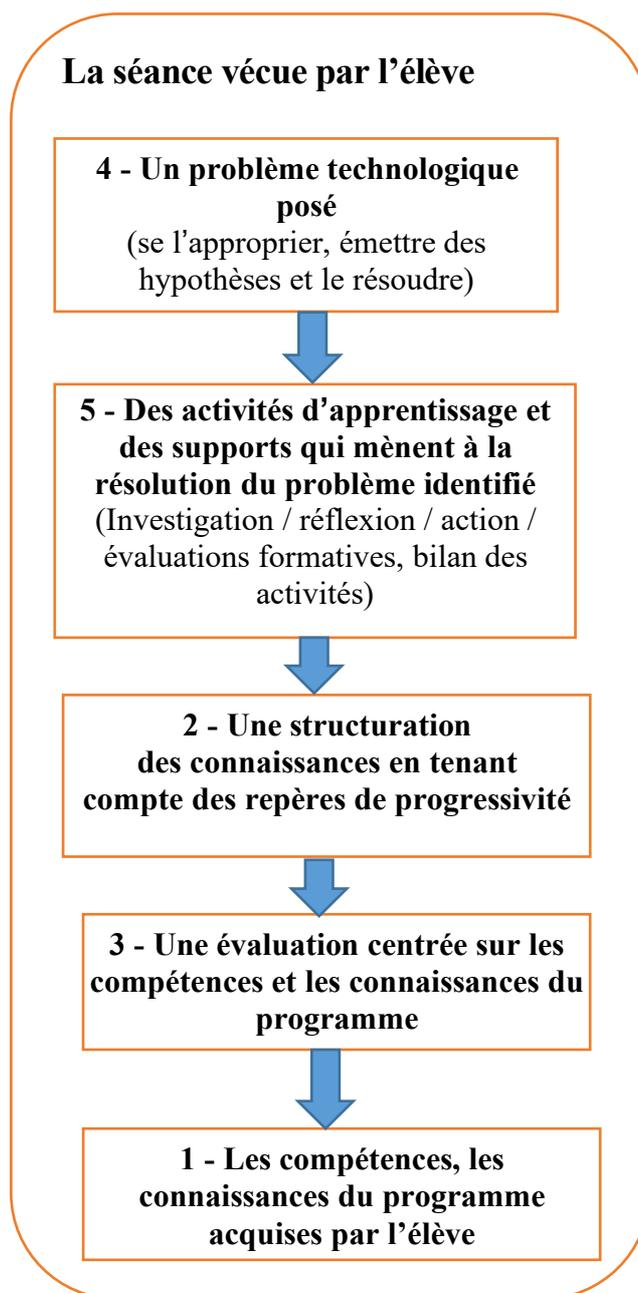 La séance vécue par l’élève
4 - Un problème technologique
posé
(se l’approprier, émettre des
hypothèses et le résoudre)
5 - Des activités d’apprentissage et
des supports qui mènent à la
résolution du problème identifié
(Investigation / réflexion / action /
évaluations formatives, bilan des
activités)
2 - Une structuration
des connaissances en tenant
compte des repères de progressivité
3 - Une évaluation centrée sur les
compétences et les connaissances du
programme
1 - Les compétences, les
connaissances du programme
acquises par l’élève